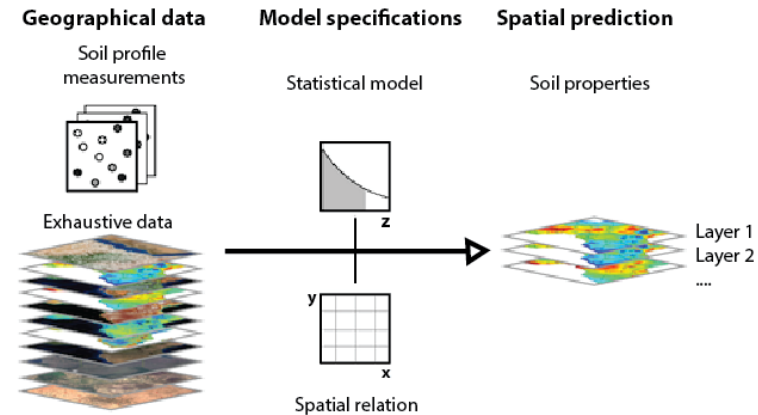 Geographical data
Model specifications
Spatial prediction
Soil profile
measurements
Statistical model
Soil properties
z
Exhaustive data
Layer 1
Layer 2
....
y
x
Spatial relation